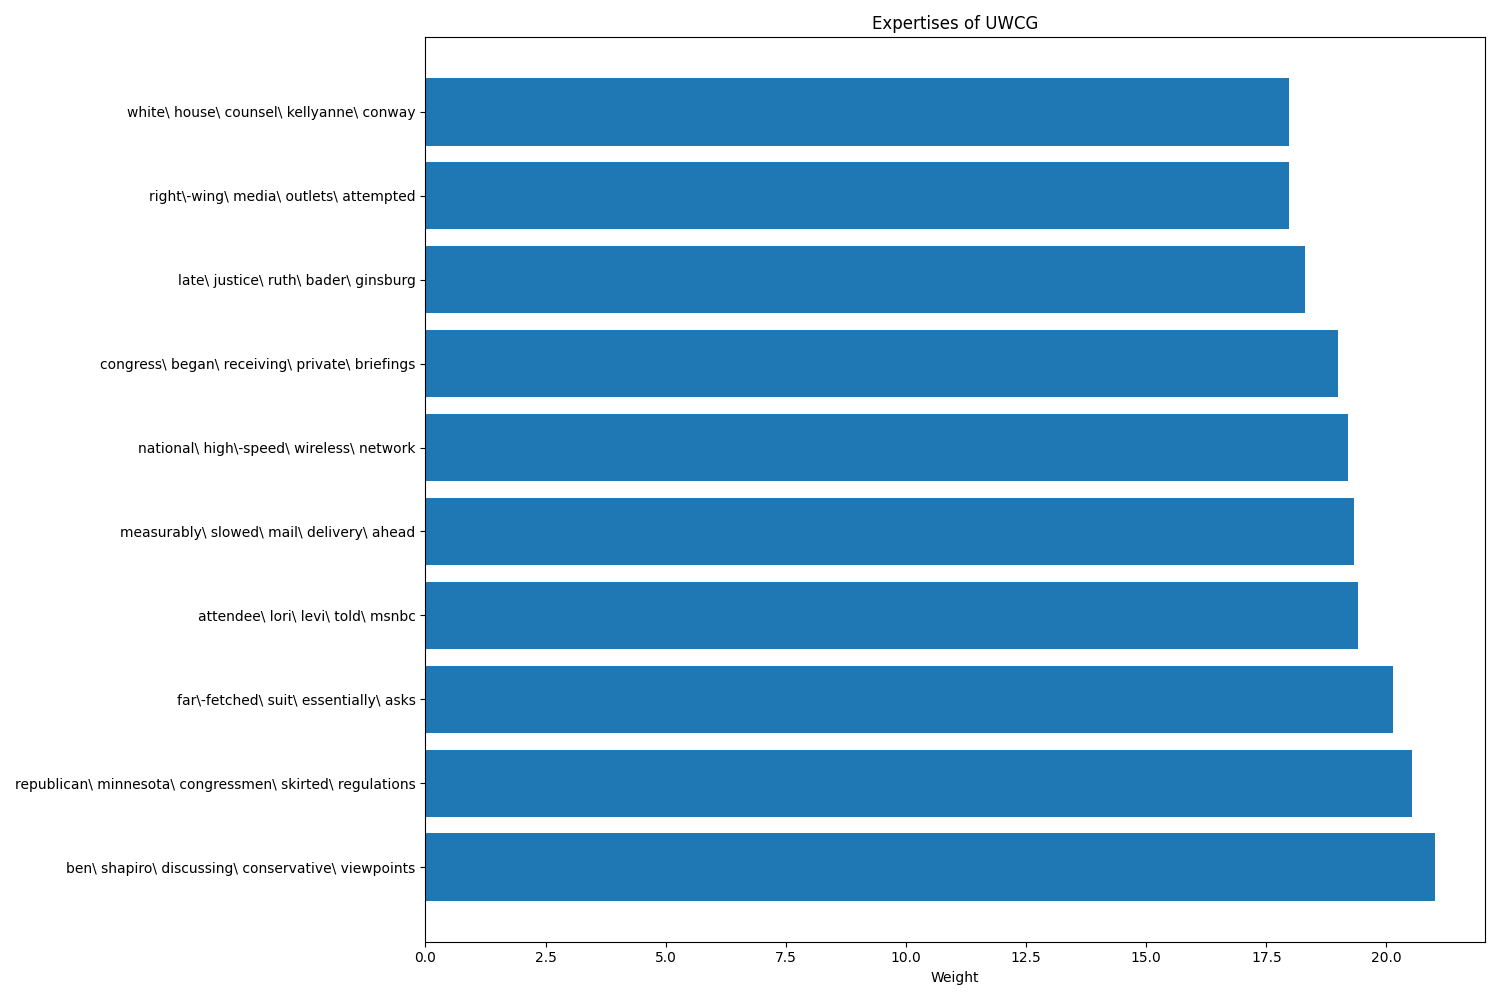 Expertises of UWCG
white\ house\ counsel\ kellyanne\ conway
right\-wing\ media\ outlets\ attempted
late\ justice\ ruth\ bader\ ginsburg
congress\ began\ receiving\ private\ briefings
national\ high\-speed\ wireless\ network
measurably\ slowed\ mail\ delivery\ ahead
attendee\ lori\ levi\ told\ msnbc
far\-fetched\ suit\ essentially\ asks
republican\ minnesota\ congressmen\ skirted\ regulations
ben\ shapiro\ discussing\ conservative\ viewpoints
0.0 2.5 5.0 7.5 10.0 12.5 15.0 17.5 20.0
Weight